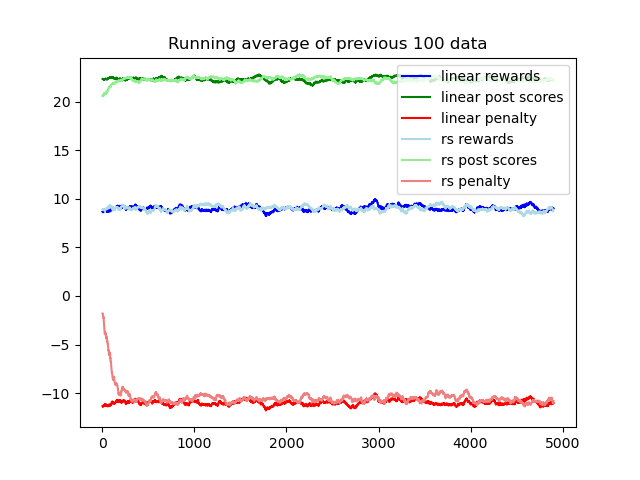 Running average of previous 100 data
linear rewards
linear post scores
linear penalty
rs rewards
rs post scores
rs penalty
20
15
10
5
0
−5
−10
0
1000
2000
3000
4000
5000